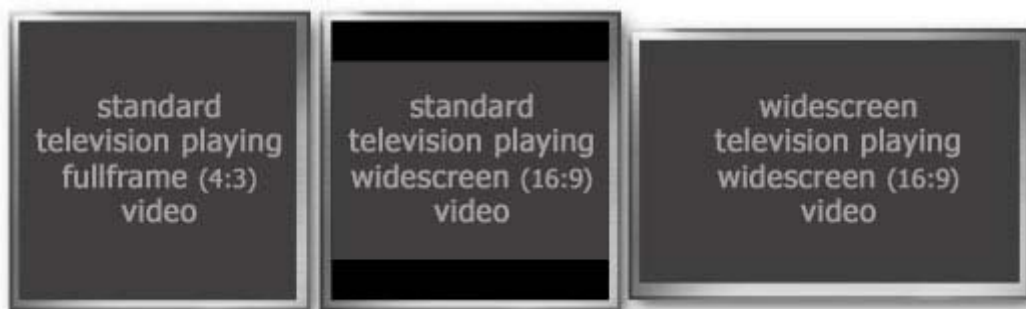 standard
television playing
fullframe (4:3)
video
standard
television playing
widescreen (16:9)
video
widescreen
television playing
widescreen (16:9)
video